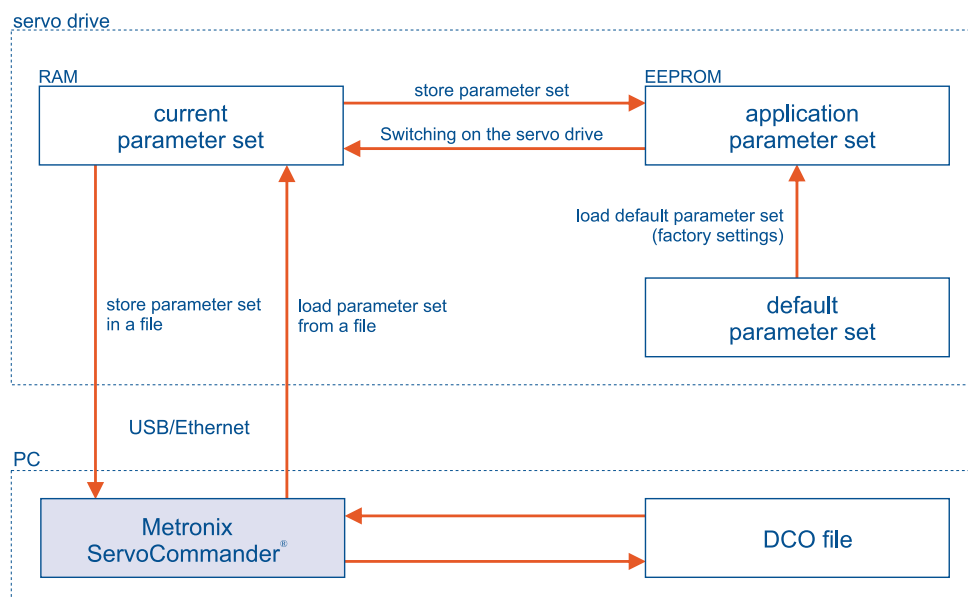 servo drive
RAM
EEPROM
current
parameter set
store parameter set
Switching on the servo drive
application
parameter set
load default parameter set
(factory settings)
default
parameter set
store parameter set
in a file
load parameter set
from a file
USB/Ethernet
PC
Metronix
ServoCommander®
DCO file